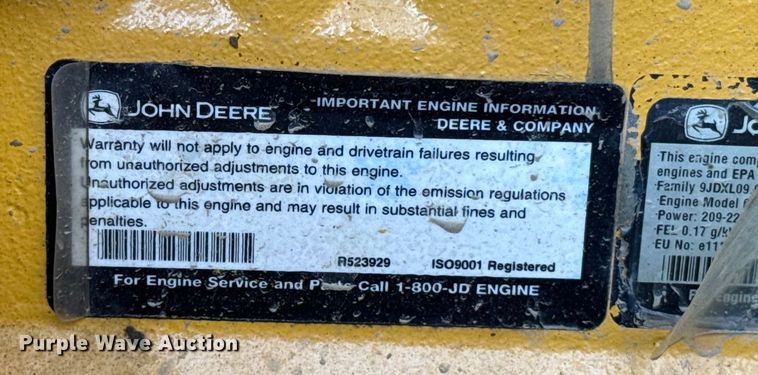 JOHN DEERE
IMPORTANT ENGINE INFORMATION
DEERE & COMPANY
Warranty will not apply to engine and drivetrain failures resulting
from unauthorized adjustments to this engine.
Unauthorized adjustments are in violation of the emission regulations
applicable to this engine and may result in substantial fines and
penalties.
R523929 ISO9001 Registered
For Engine Service and Parts Call 1-800-JD ENGINE
This engine
engines and EPA
Family 9JDXL09
Engine Model
Power: 209-22
FEL 0.17
EU No:
Purple Wave Auction